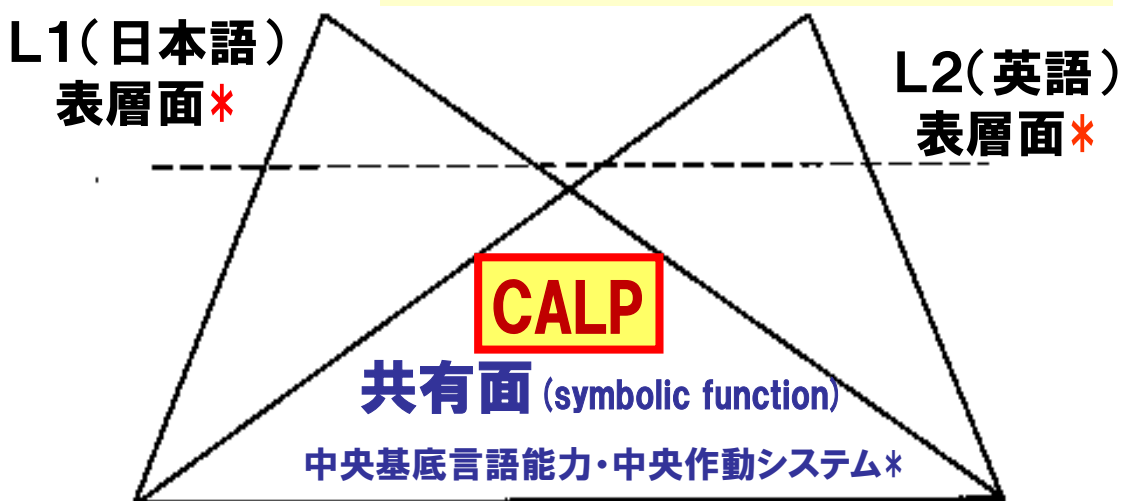 L1(日本語)
表層面*
L2(英語)
表層面*
CALP
共有面(symbolic function)
中央基底言語能力・中央作動システム*